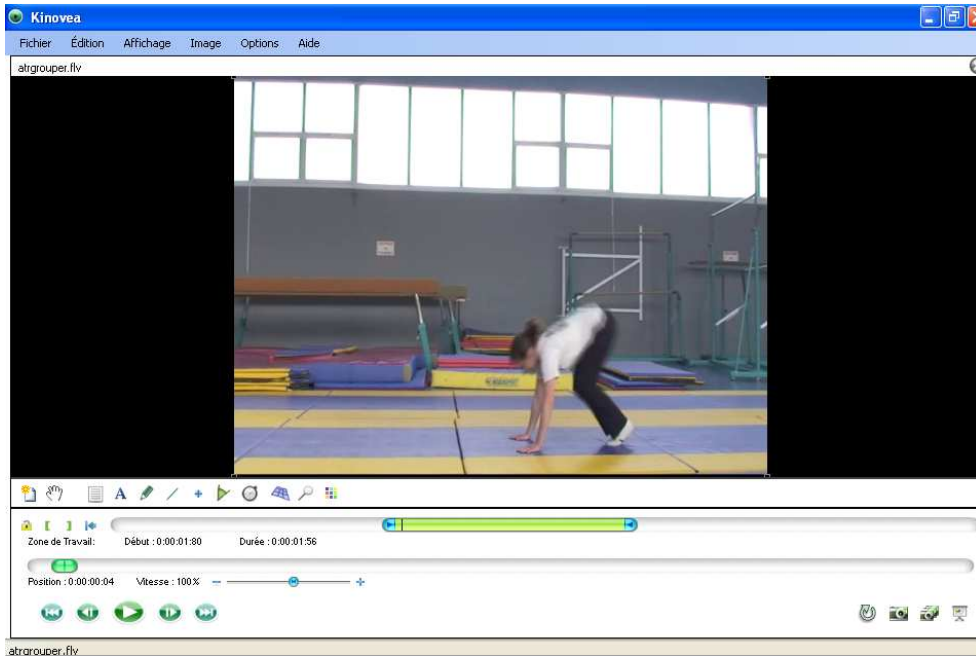 Kinovea
Fichier Édition Affichage Image Options Aide
atrgrouper.flv
A
Zone de Travail: Début : 0:00:01:80 Durée : 0:00:01:56
Position : 0:00:00:04 Vitesse : 100%
atrgrouper.flv